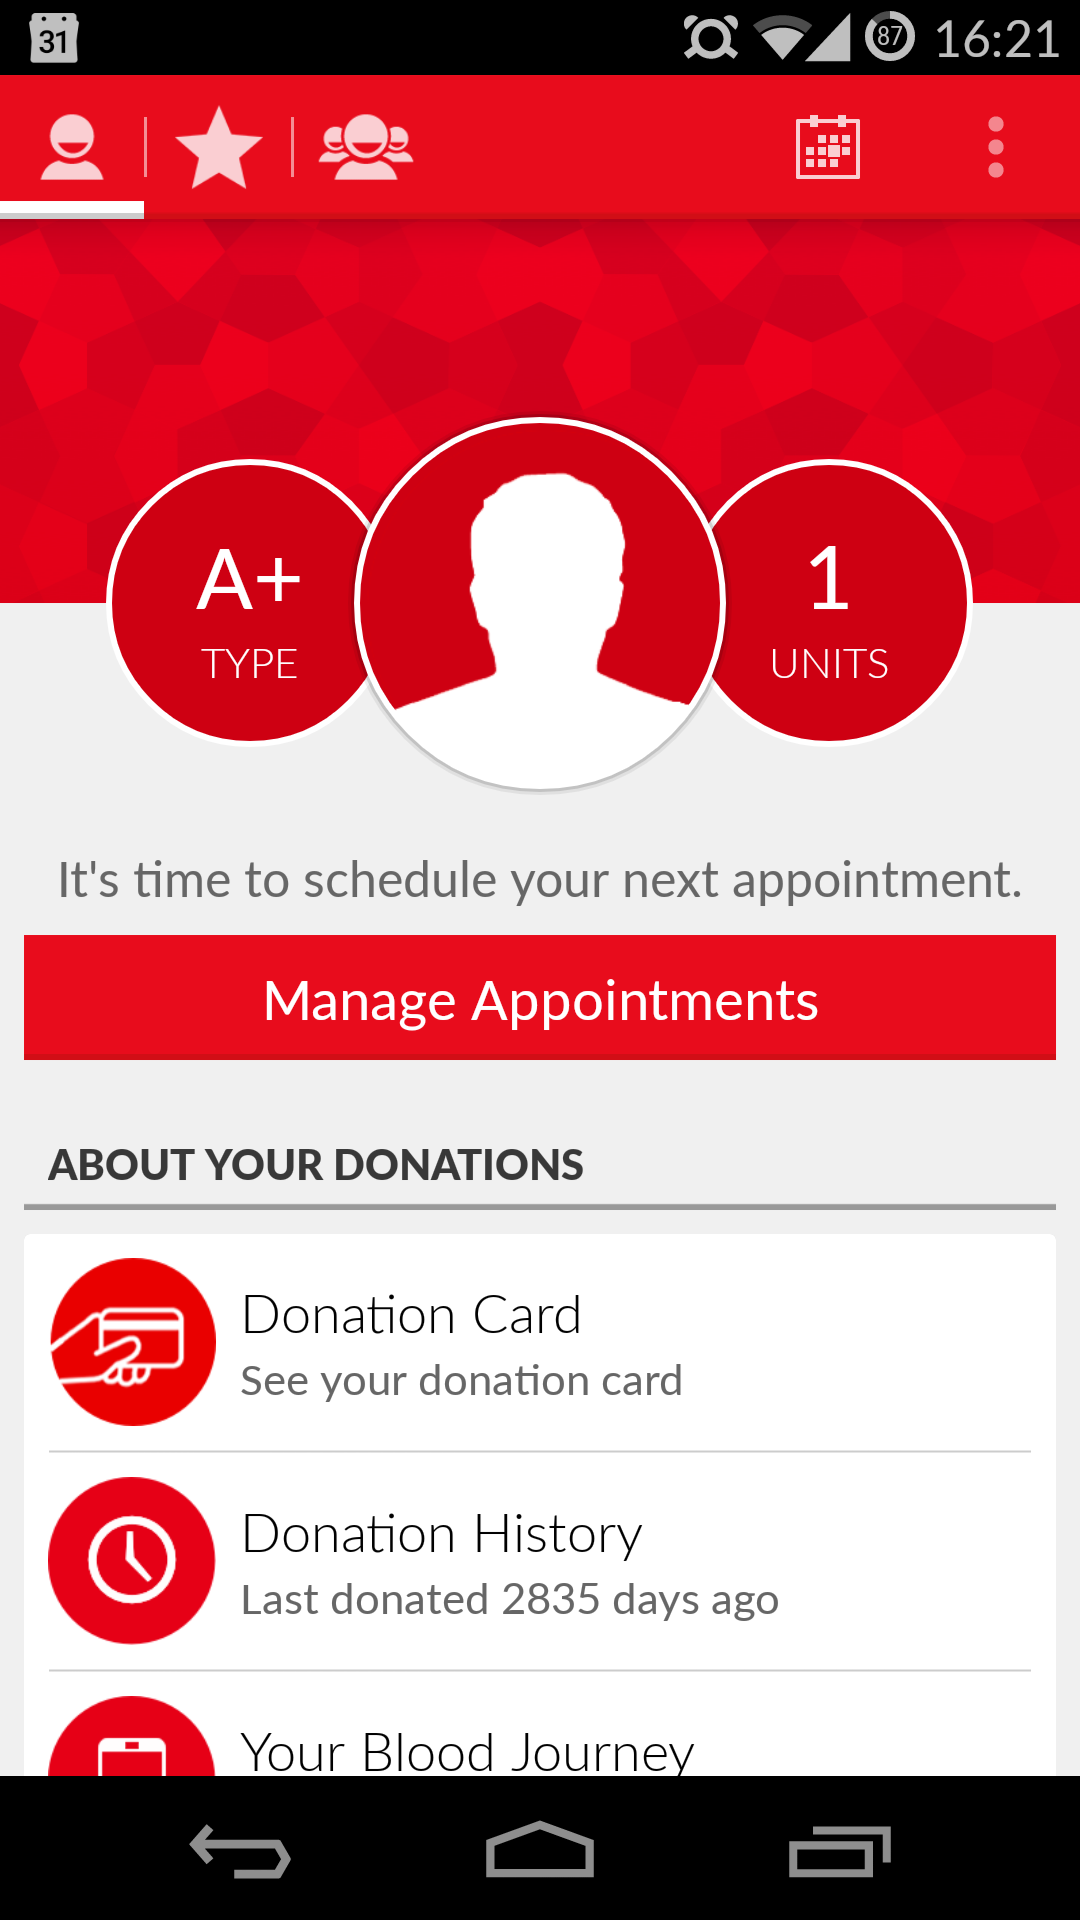 31
87
16:21
A+
TYPE
1
UNITS
It's time to schedule your next appointment.
Manage Appointments
ABOUT YOUR DONATIONS
Donation Card
See your donation card
Donation History
Last donated 2835 days ago
Your Blood Journey